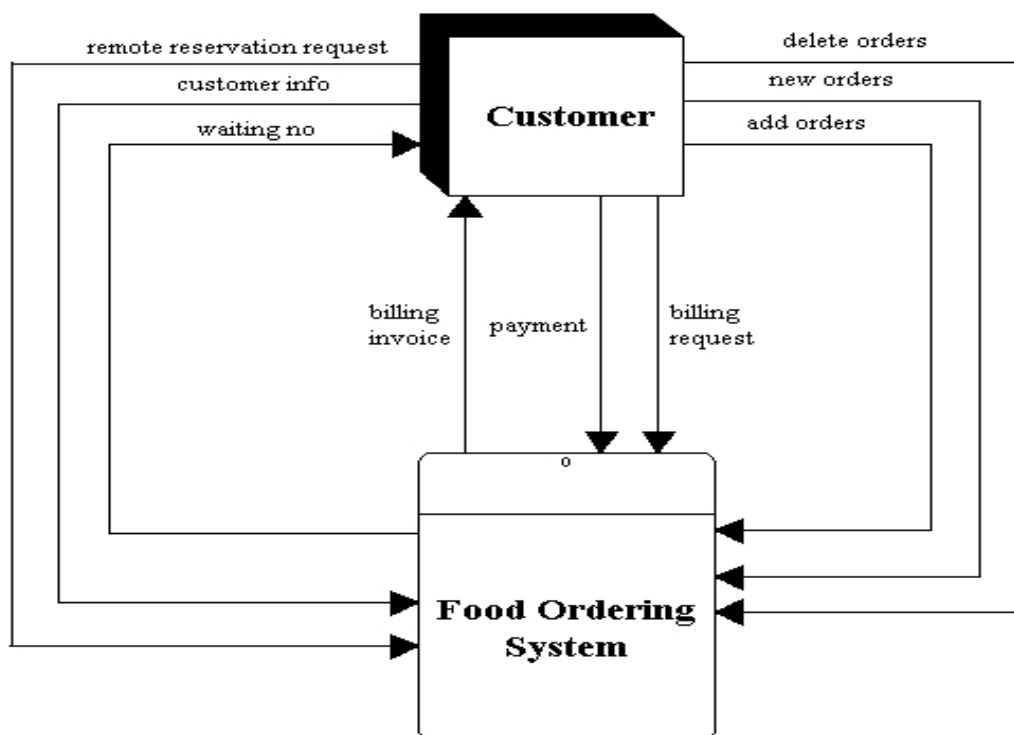 remote reservation request
customer info
waiting no
Customer
delete orders
new orders
add orders
billing
invoice
payment
billing
request
0
Food Ordering
System